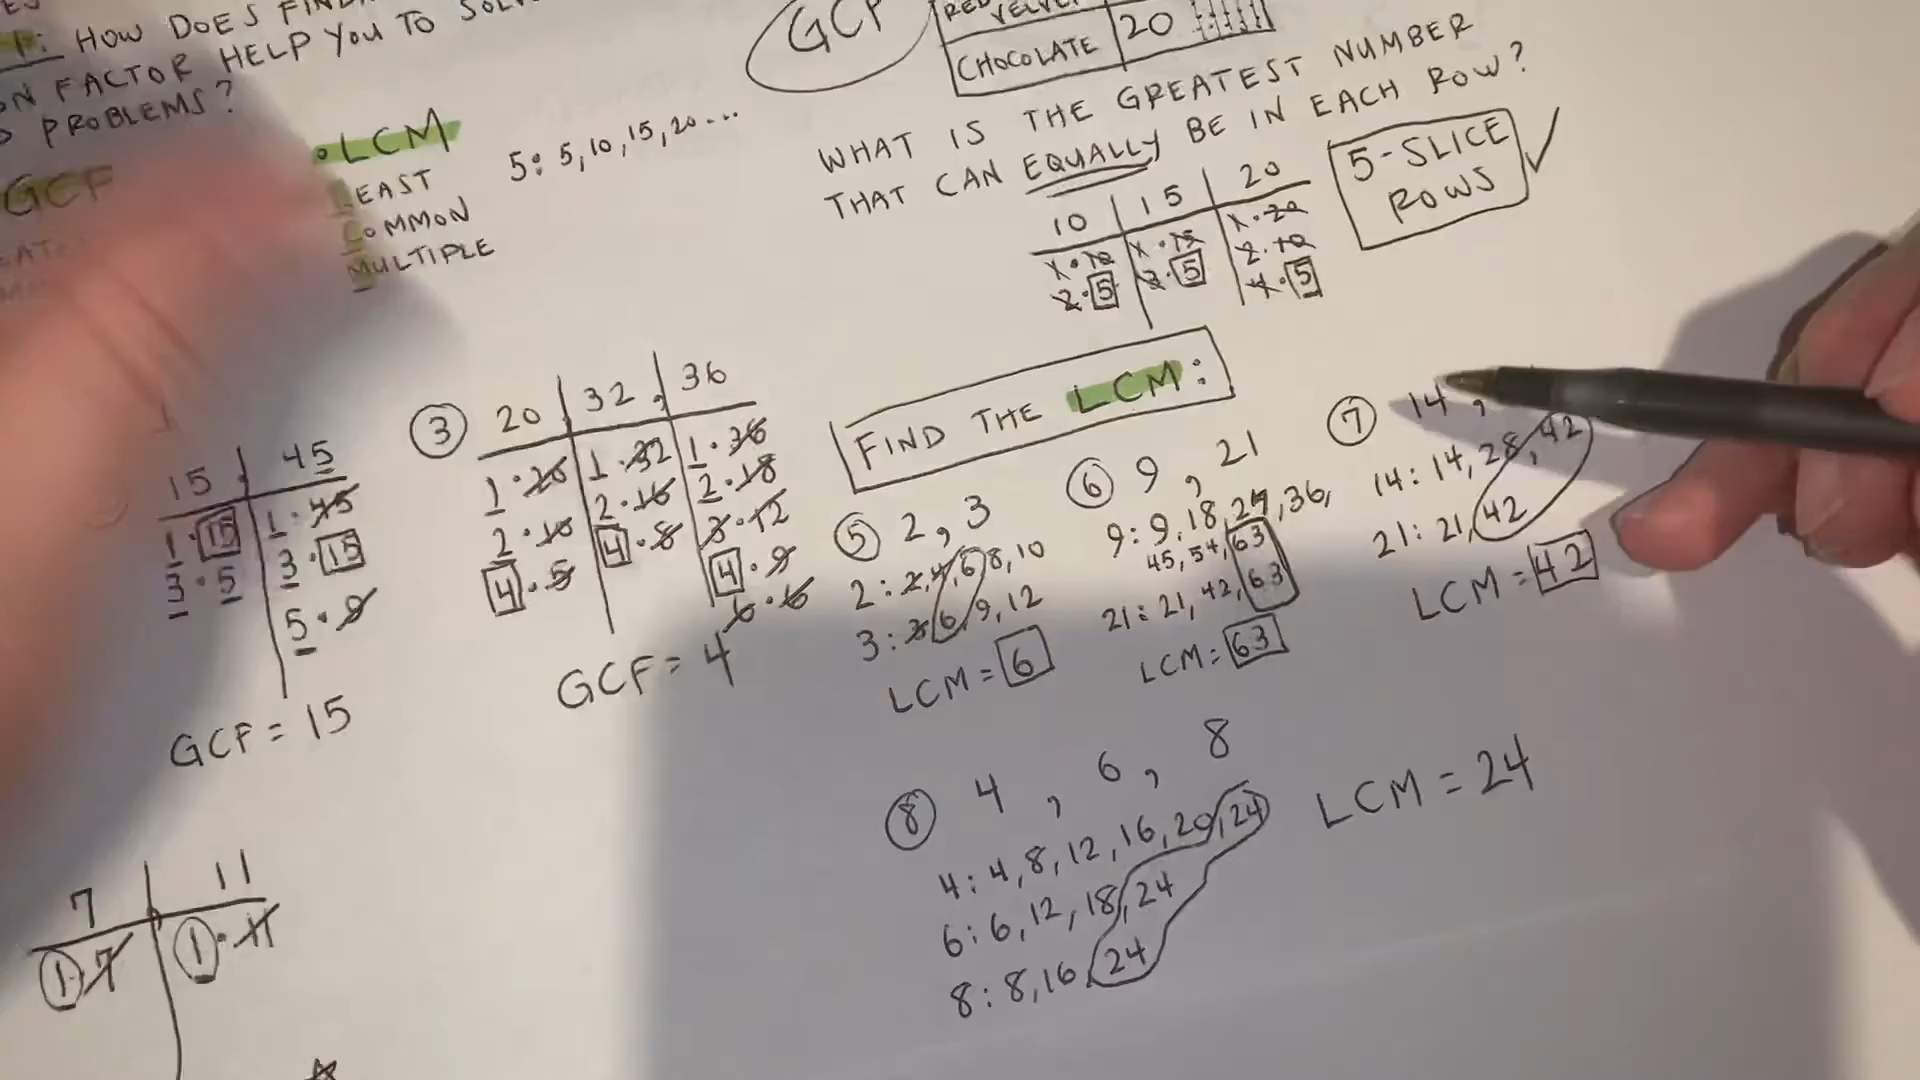 1: HOW DOES
FACTOR HELP YOU TO
PROBLEMS?
GCF
• LCM
LEAST
COMMON
MULTIPLE
5: 5, 10, 15, 20...
GCF
CHOCOLATE 20
WHAT IS THE GREATEST NUMBER
THAT CAN EQUALLY BE IN EACH ROW?
10 15 20
1·10 1·15 1·20
2·5 3·5 2·10
4·5
5-SLICE
ROWS
15, 45
1·15 1·45
3·5 3·15
5·9
GCF = 15
③ 20, 32, 36
1·20 1·32 1·36
2·10 2·16 2·18
4·5 4·8 3·12
4·9
6·6
GCF = 4
FIND THE LCM:
⑤ 2, 3
2: 2, 4, 6, 8, 10
3: 3, 6, 9, 12
LCM = 6
⑥ 9, 21
9: 9, 18, 27, 36,
45, 54, 63
21: 21, 42, 63
LCM = 63
⑦ 14,
14: 14, 28, 42
21: 21, 42
LCM = 42
⑧ 4, 6, 8
4: 4, 8, 12, 16, 20, 24
6: 6, 12, 18, 24
8: 8, 16, 24
LCM = 24
7, 11
1·7 1·11